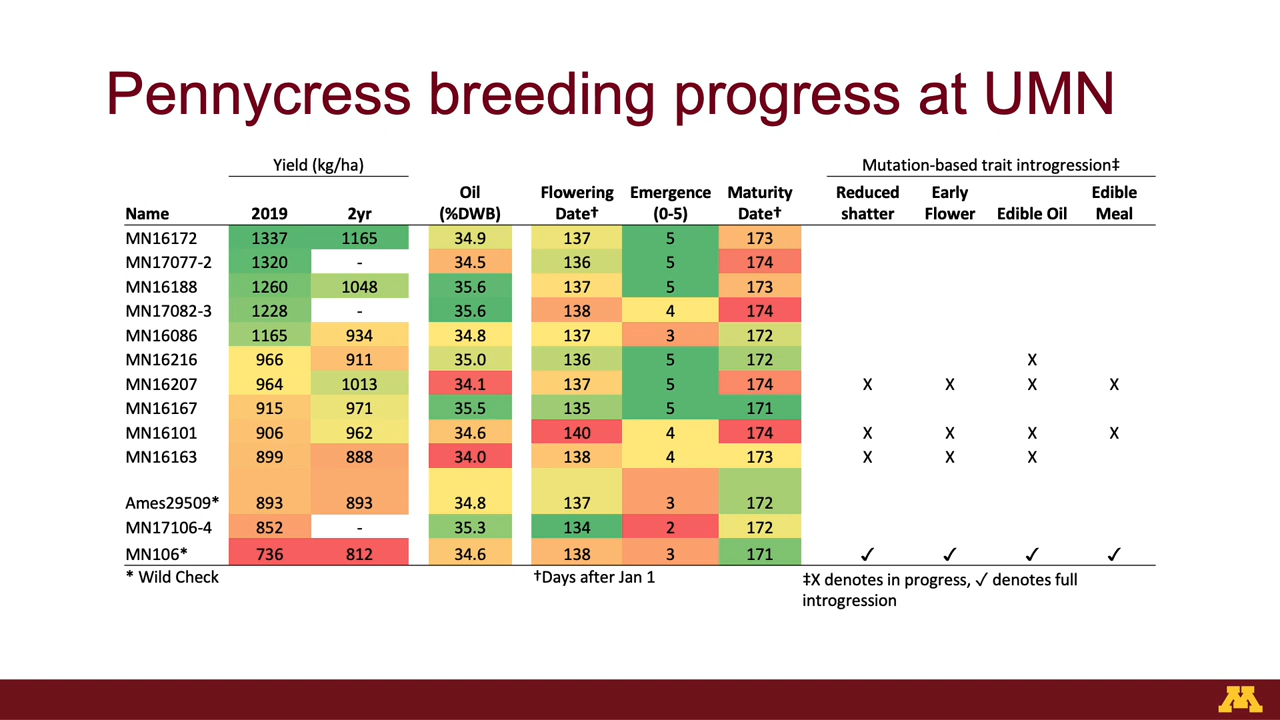 Pennycress breeding progress at UMN
Yield (kg/ha) Mutation-based trait introgression‡
Oil Flowering Emergence Maturity Reduced Early Edible
Name 2019 2yr (%DWB) Date† (0-5) Date† shatter Flower Edible Oil Meal
MN16172 1337 1165 34.9 137 5 173
MN17077-2 1320 - 34.5 136 5 174
MN16188 1260 1048 35.6 137 5 173
MN17082-3 1228 - 35.6 138 4 174
MN16086 1165 934 34.8 137 3 172
MN16216 966 911 35.0 136 5 172 X
MN16207 964 1013 34.1 137 5 174 X X X X
MN16167 915 971 35.5 135 5 171
MN16101 906 962 34.6 140 4 174 X X X X
MN16163 899 888 34.0 138 4 173 X X X
Ames29509* 893 893 34.8 137 3 172
MN17106-4 852 - 35.3 134 2 172
MN106* 736 812 34.6 138 3 171 ✓ ✓ ✓ ✓
* Wild Check †Days after Jan 1 ‡X denotes in progress, ✓ denotes full
introgression
M